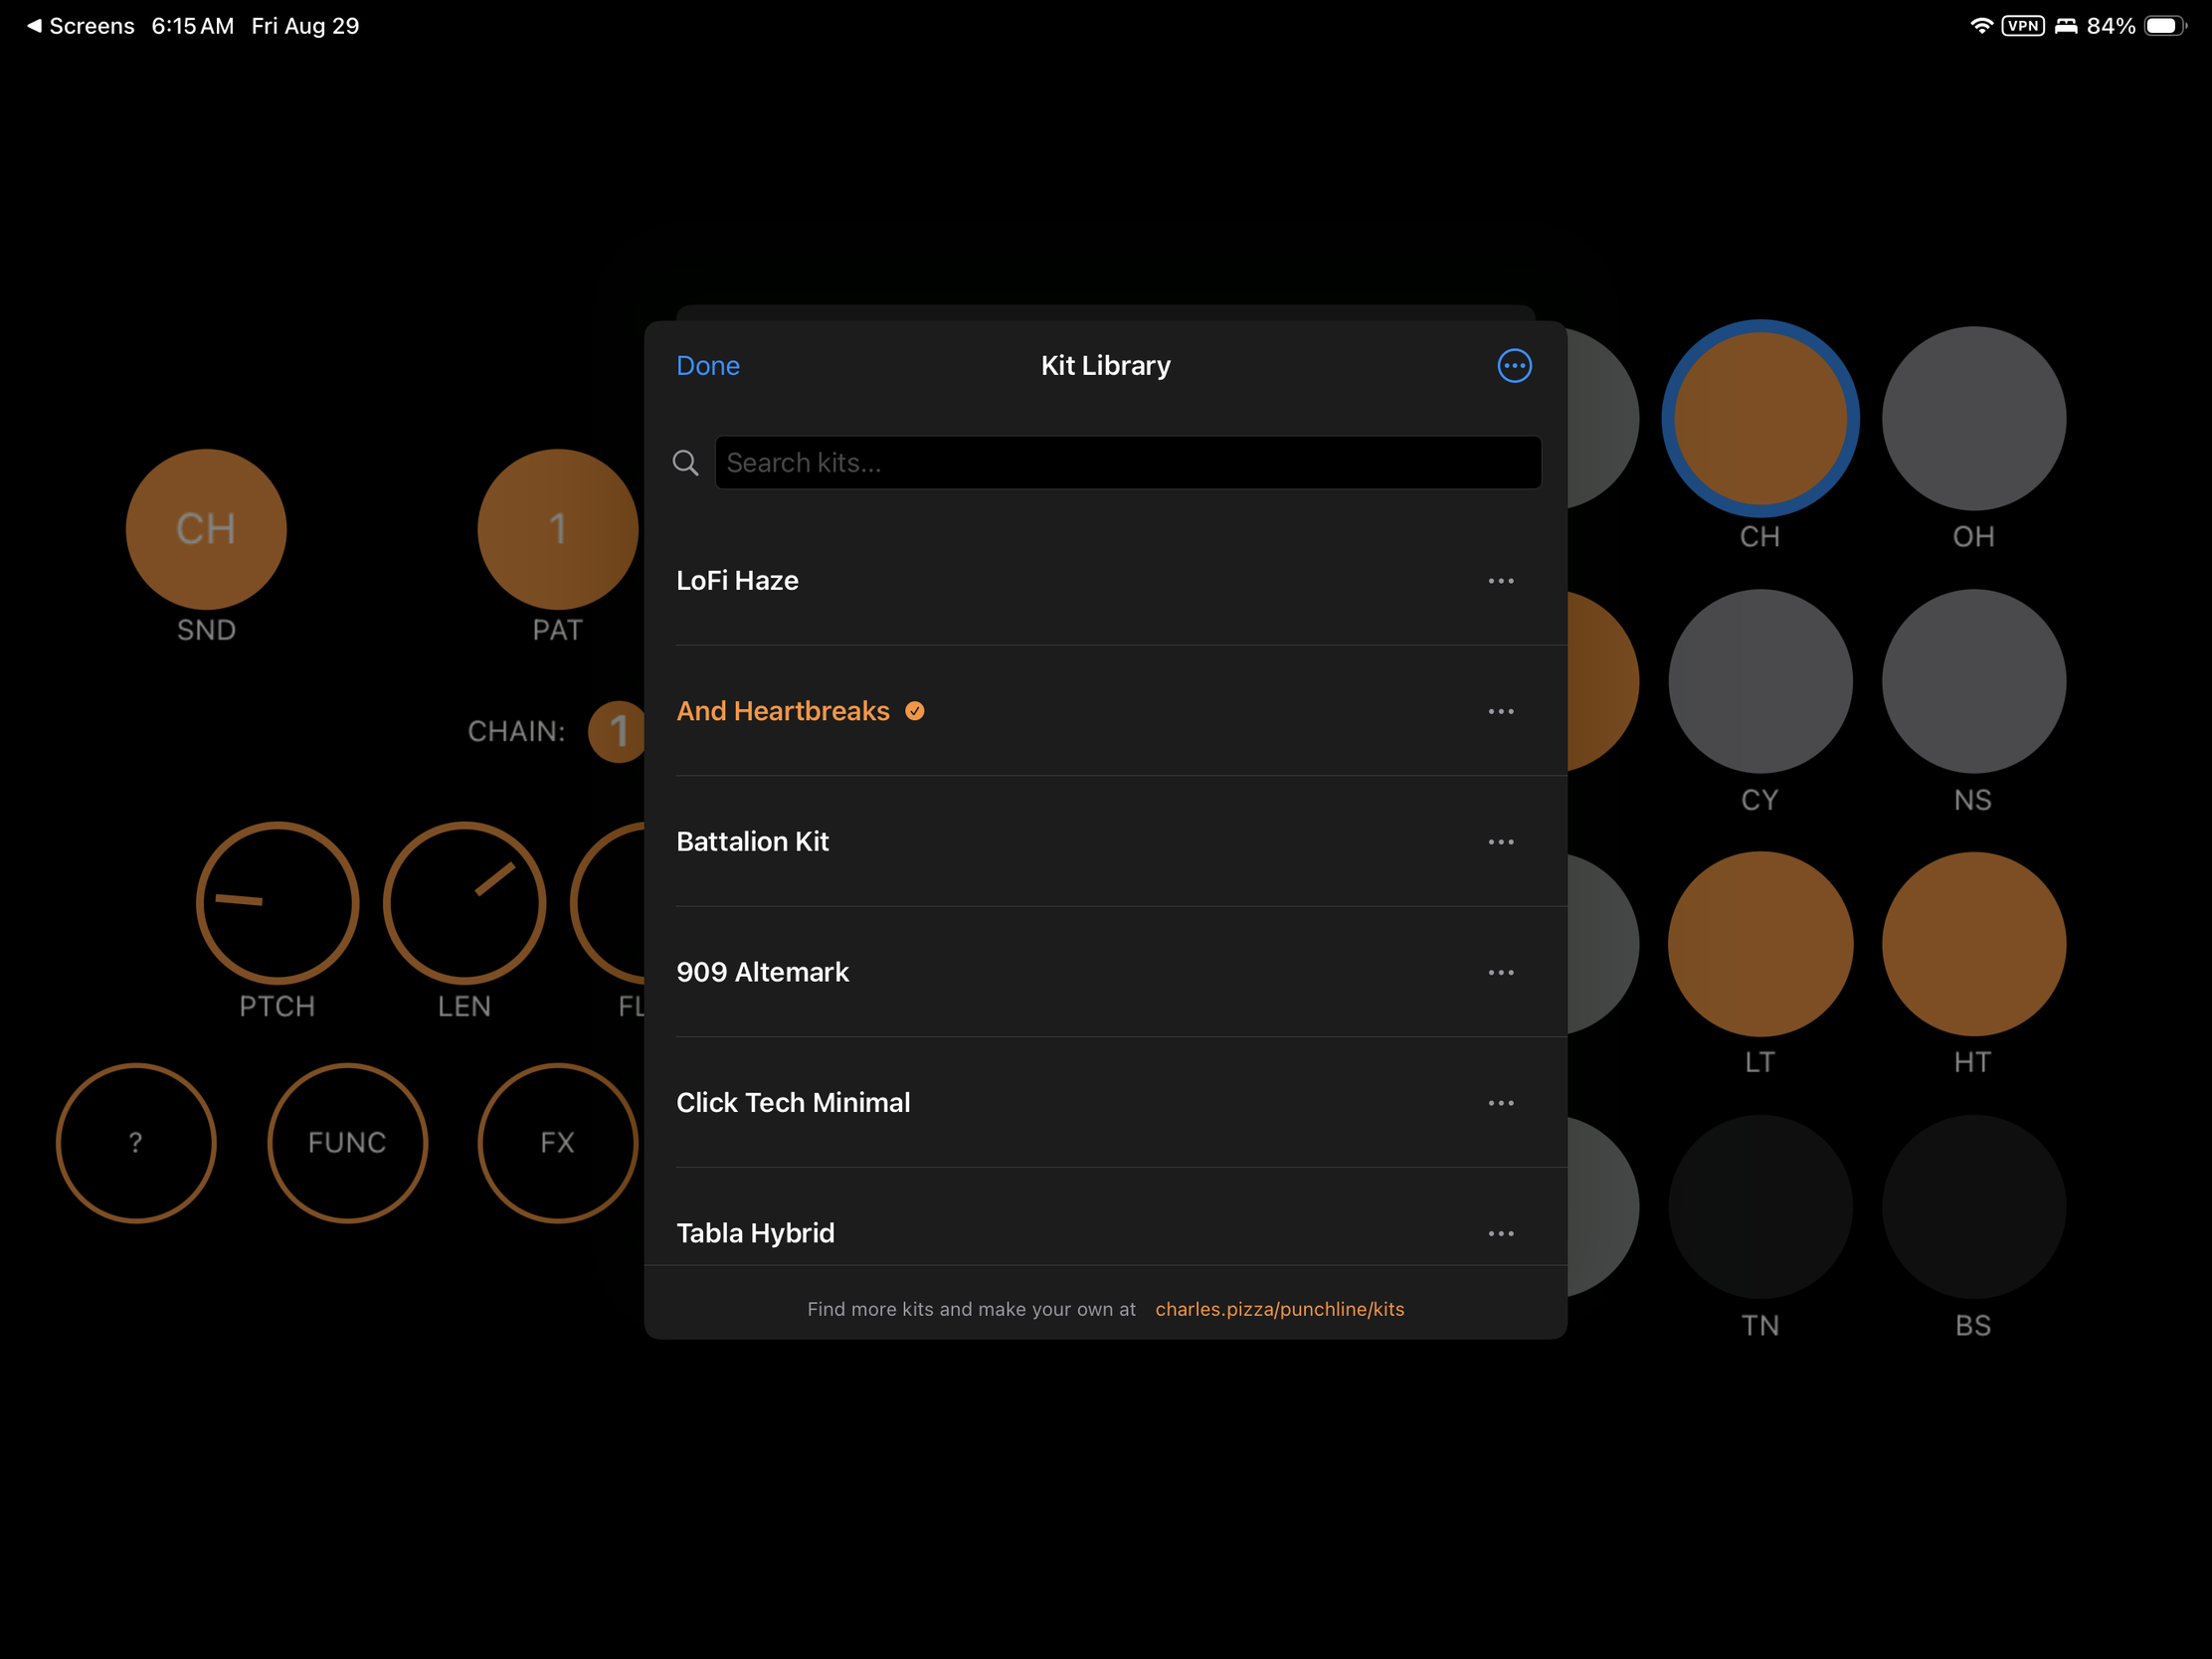 Screens 6:15 AM Fri Aug 29
VPN 84%
Done
Kit Library
Search kits...
LoFi Haze
And Heartbreaks
Battalion Kit
909 Altemark
Click Tech Minimal
Tabla Hybrid
Find more kits and make your own at charles.pizza/punchline/kits
CH
SND
1
PAT
CHAIN: 1
PTCH
LEN
?
FUNC
FX
CH
OH
CY
NS
LT
HT
TN
BS